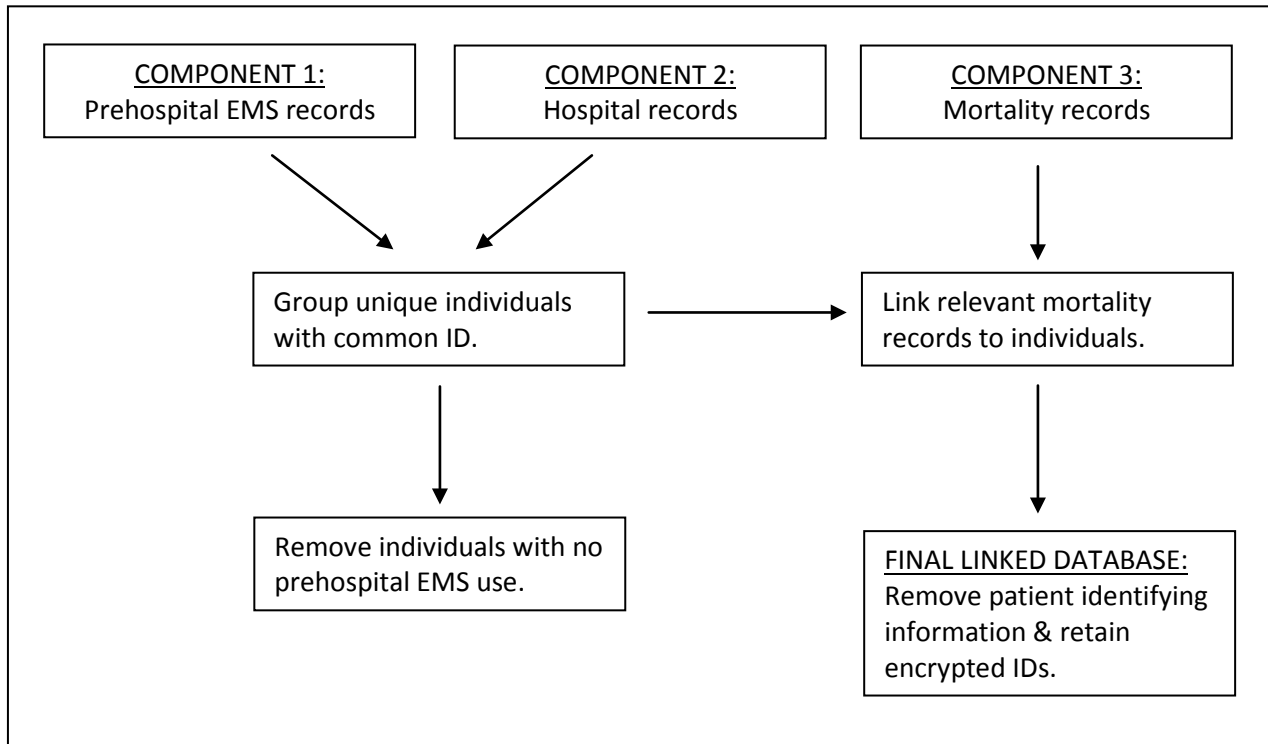 COMPONENT 1:
Prehospital EMS records
COMPONENT 2:
Hospital records
COMPONENT 3:
Mortality records
Group unique individuals
with common ID.
Link relevant mortality
records to individuals.
Remove individuals with no
prehospital EMS use.
FINAL LINKED DATABASE:
Remove patient identifying
information & retain
encrypted IDs.